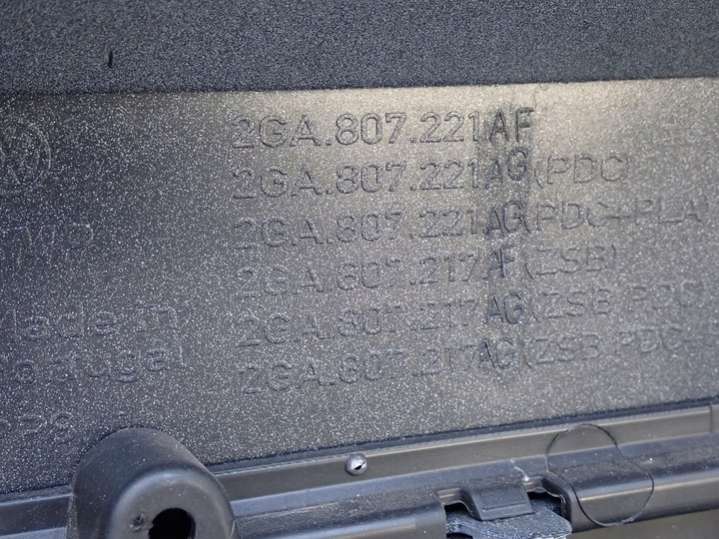 2GA.807.221AF
2GA.807.221AG(PDC)
2GA.807.221AG(PDC+PLA)
2GA.807.217AF(ZSB)
2GA.807.217AG(ZSB PDC)
2GA.807.217AG(ZSB PDC+
lade in